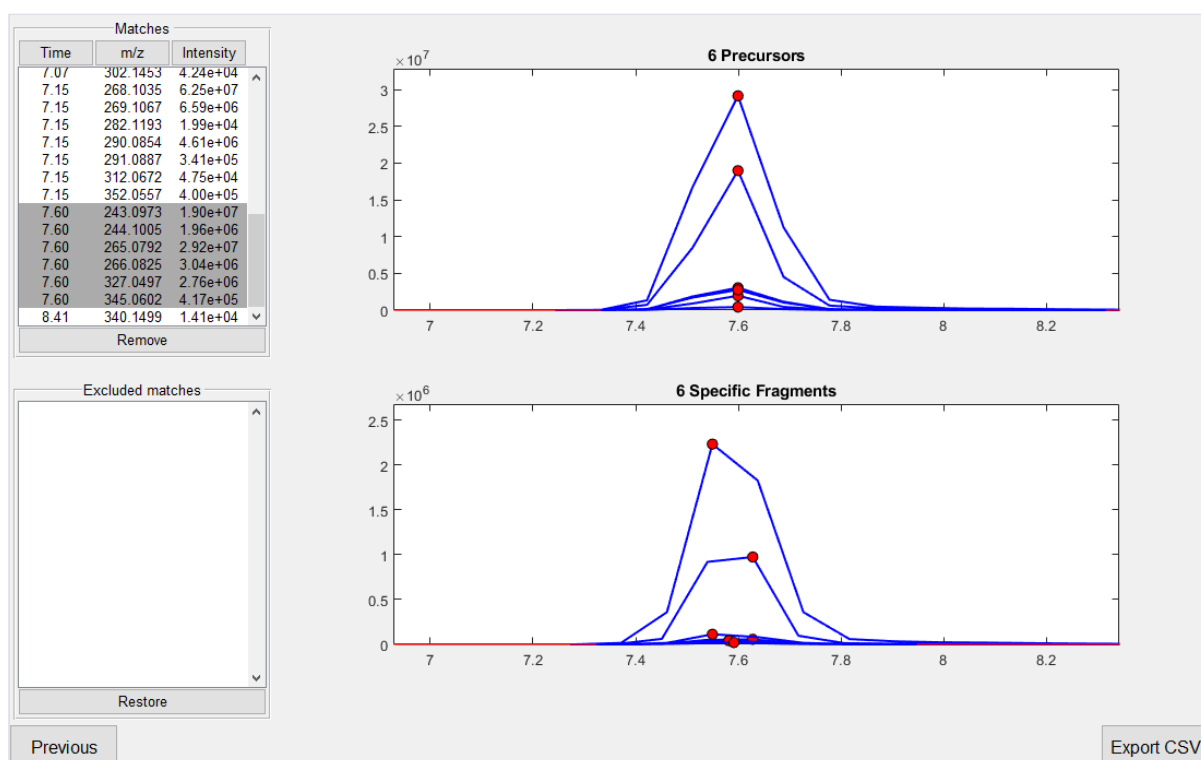 Matches
Time m/z Intensity
7.07 302.1453 4.24e+04
7.15 268.1035 6.25e+07
7.15 269.1067 6.59e+06
7.15 282.1193 1.99e+04
7.15 290.0854 4.61e+06
7.15 291.0887 3.41e+05
7.15 312.0672 4.75e+04
7.15 352.0557 4.00e+05
7.60 243.0973 1.90e+07
7.60 244.1005 1.96e+06
7.60 265.0792 2.92e+07
7.60 266.0825 3.04e+06
7.60 327.0497 2.76e+06
7.60 345.0602 4.17e+05
8.41 340.1499 1.41e+04
Remove
Excluded matches
Restore
Previous
6 Precursors
×10⁷
3
2.5
2
1.5
1
0.5
0
7 7.2 7.4 7.6 7.8 8 8.2
6 Specific Fragments
×10⁶
2.5
2
1.5
1
0.5
0
7 7.2 7.4 7.6 7.8 8 8.2
Export CSV